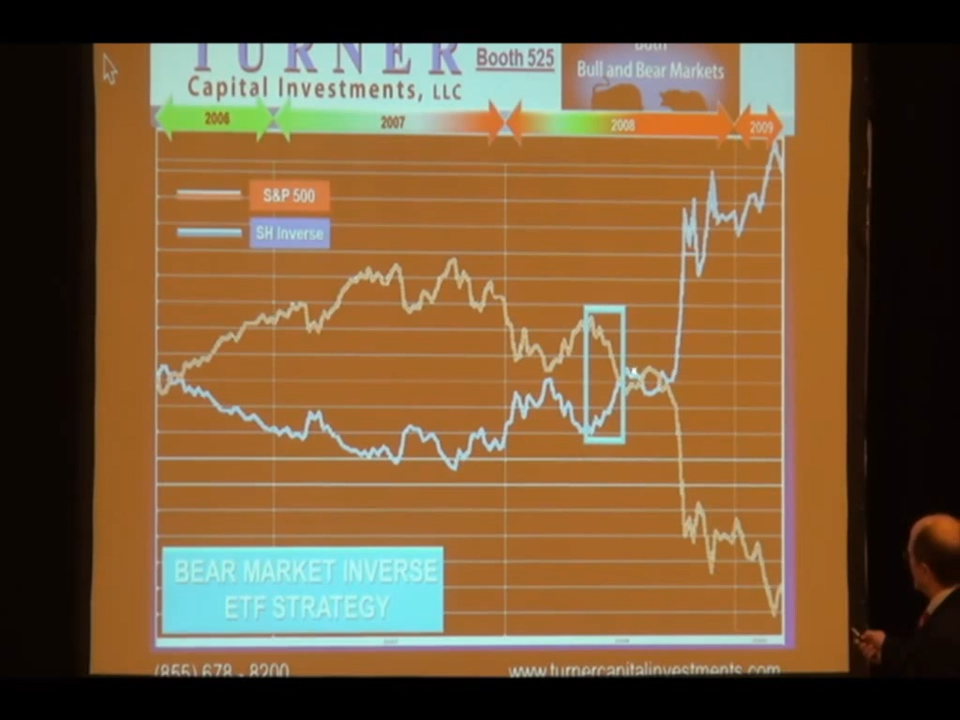 TURNER
Capital Investments, LLC
Booth 525
Both
Bull and Bear Markets
2006
2007
2008
2009
S&P 500
SH Inverse
BEAR MARKET INVERSE
ETF STRATEGY
(855) 678 - 8200
www.turnercapitalinvestments.com